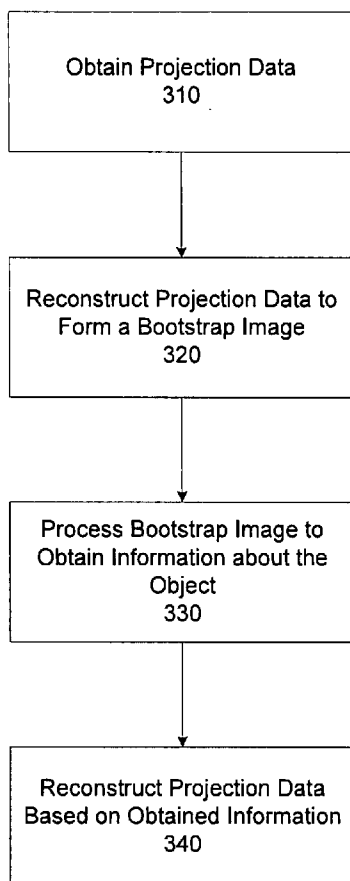 Obtain Projection Data
310
Reconstruct Projection Data to
Form a Bootstrap Image
320
Process Bootstrap Image to
Obtain Information about the
Object
330
Reconstruct Projection Data
Based on Obtained Information
340